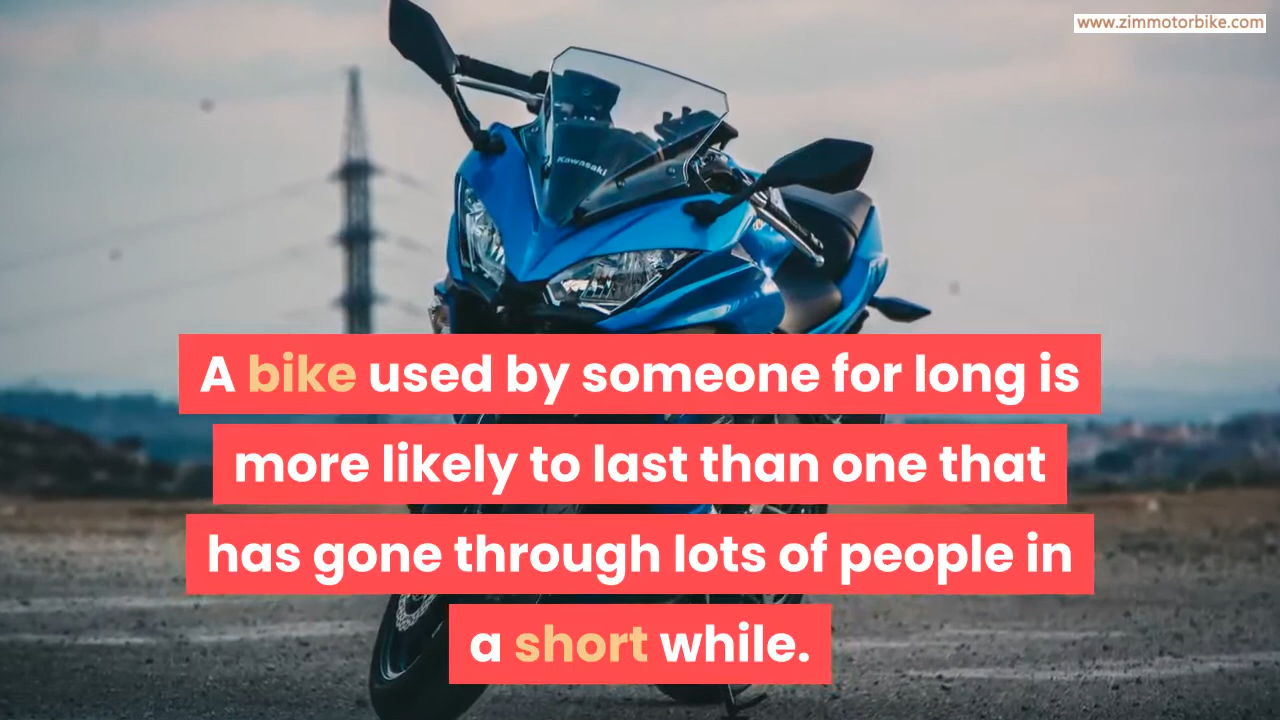 www.zimmotorbike.com
Kawasaki
A bike used by someone for long is
more likely to last than one that
has gone through lots of people in
a short while.